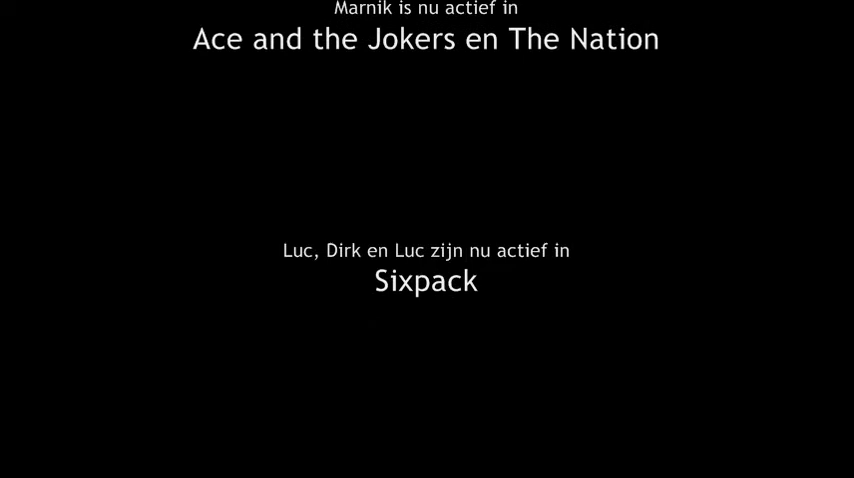 Marnik is nu actief in
Ace and the Jokers en The Nation
Luc, Dirk en Luc zijn nu actief in
Sixpack